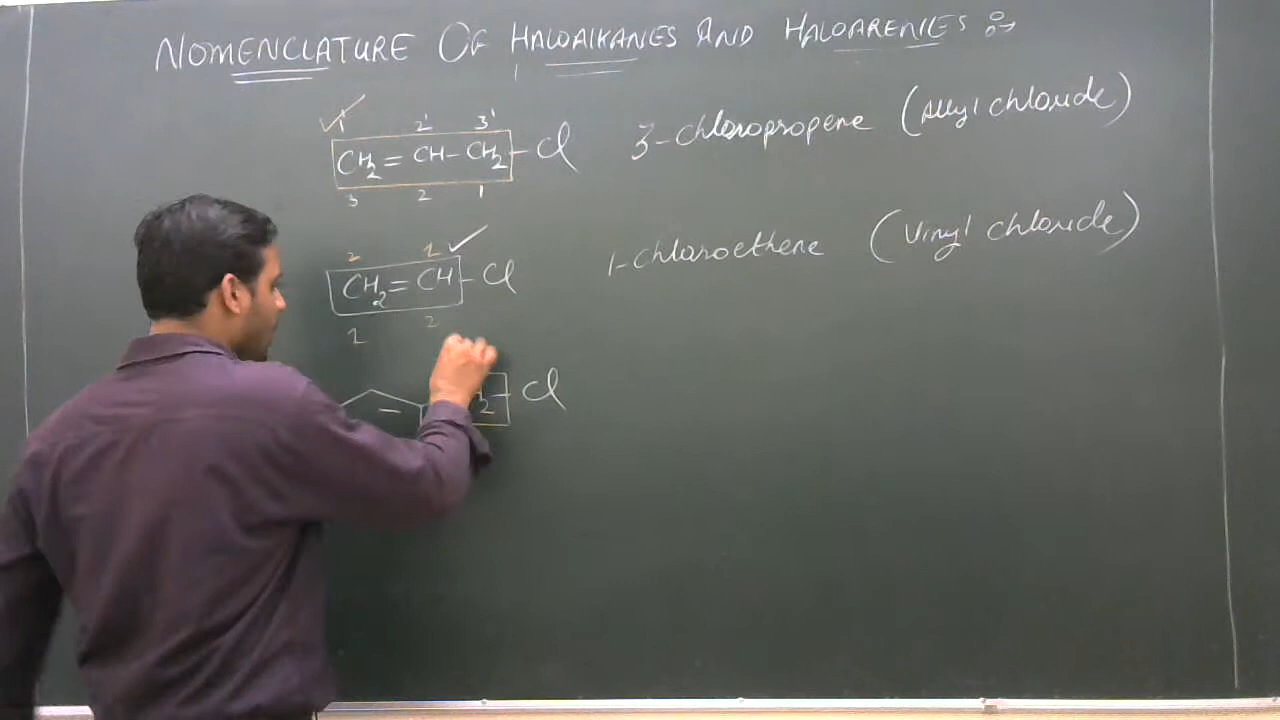 NOMENCLATURE OF HALOALKANES AND HALOARENES :-
1' 2' 3'
CH2 = CH - CH2 - Cl 3-chloropropene (Allyl chloride)
3 2 1
2 1
CH2 = CH - Cl 1-chloroethene (Vinyl chloride)
1 2
2 - Cl